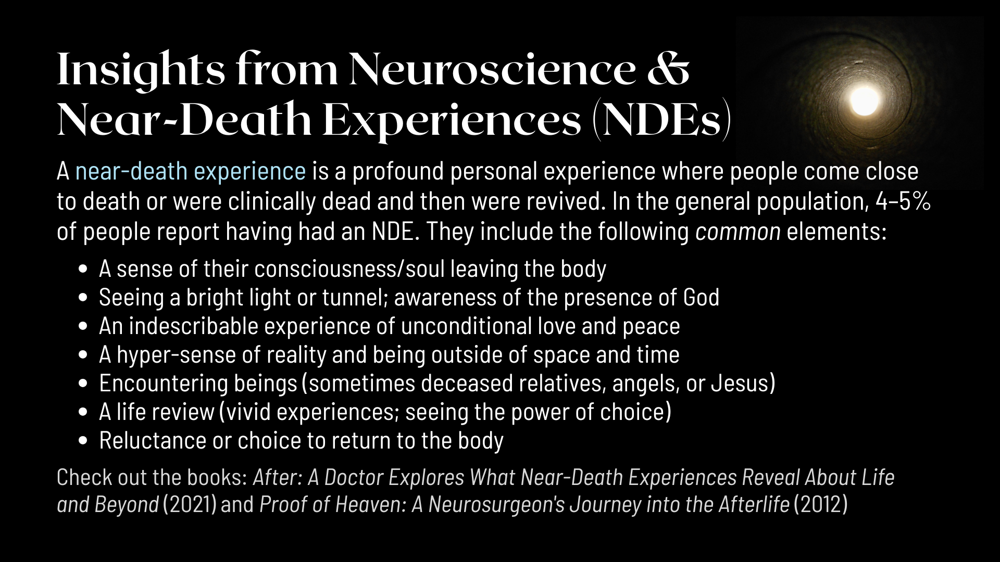 Insights from Neuroscience &
Near-Death Experiences (NDEs)
A near-death experience is a profound personal experience where people come close
to death or were clinically dead and then were revived. In the general population, 4–5%
of people report having had an NDE. They include the following common elements:
• A sense of their consciousness/soul leaving the body
• Seeing a bright light or tunnel; awareness of the presence of God
• An indescribable experience of unconditional love and peace
• A hyper-sense of reality and being outside of space and time
• Encountering beings (sometimes deceased relatives, angels, or Jesus)
• A life review (vivid experiences; seeing the power of choice)
• Reluctance or choice to return to the body
Check out the books: After: A Doctor Explores What Near-Death Experiences Reveal About Life
and Beyond (2021) and Proof of Heaven: A Neurosurgeon's Journey into the Afterlife (2012)